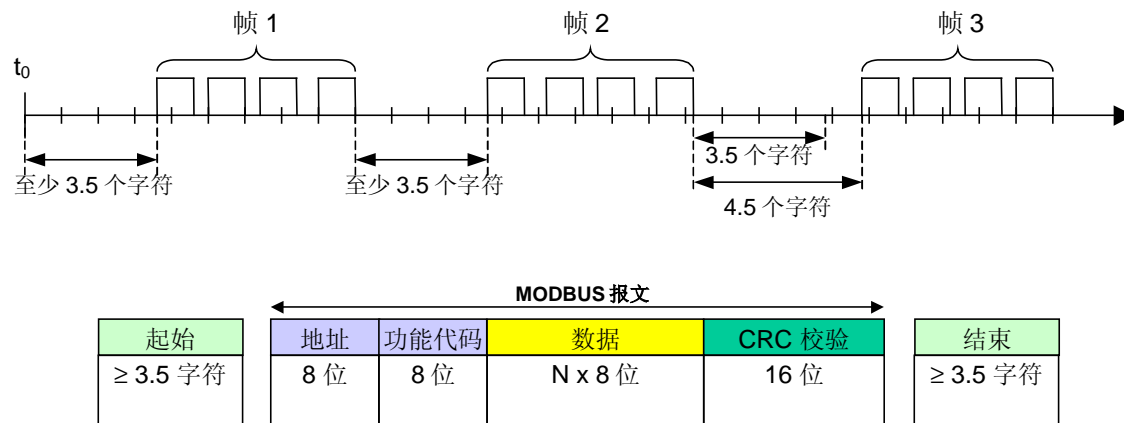 帧 1 帧 2 帧 3
t0
3.5 个字符
至少 3.5 个字符 至少 3.5 个字符
4.5 个字符
MODBUS 报文
起始 地址 功能代码 数据 CRC 校验 结束
≥ 3.5 字符 8 位 8 位 N x 8 位 16 位 ≥ 3.5 字符